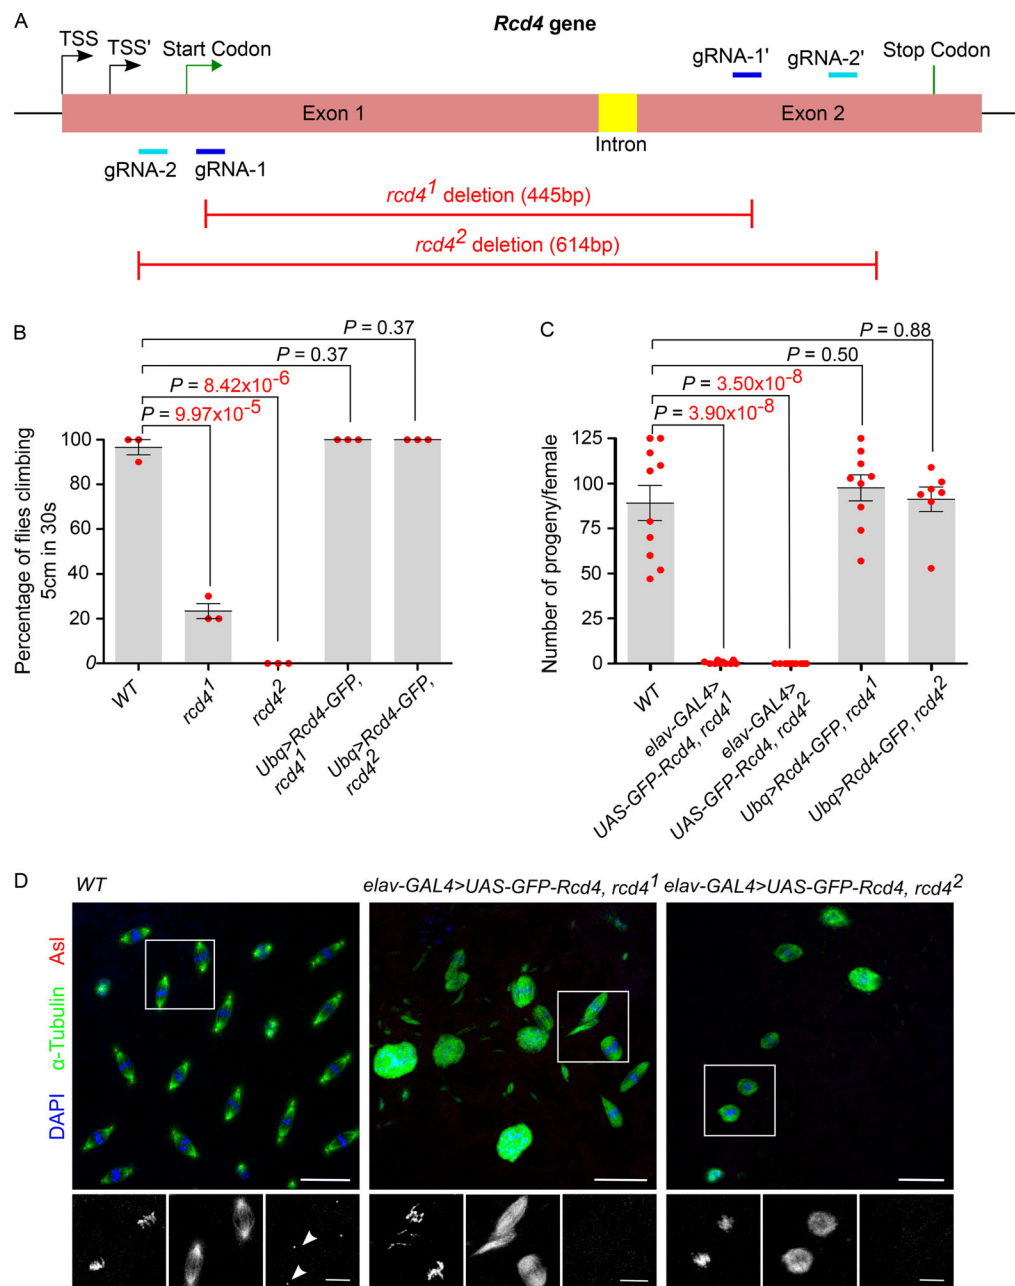 A
Rcd4 gene
TSS
TSS'
Start Codon
gRNA-1'
gRNA-2'
Stop Codon
Exon 1
Exon 2
Intron
gRNA-2
gRNA-1
rcd4¹ deletion (445bp)
rcd4² deletion (614bp)
B
P = 0.37
P = 0.37
P = 8.42x10⁻⁶
P = 9.97x10⁻⁵
Percentage of flies climbing
5cm in 30s
100
80
60
40
20
0
WT
rcd4¹
rcd4²
Ubq>Rcd4-GFP,
rcd4¹
Ubq>Rcd4-GFP,
rcd4²
C
P = 0.88
P = 0.50
P = 3.50x10⁻⁸
P = 3.90x10⁻⁸
Number of progeny/female
125
100
75
50
25
0
WT
elav-GAL4>
UAS-GFP-Rcd4, rcd4¹
elav-GAL4>
UAS-GFP-Rcd4, rcd4²
Ubq>Rcd4-GFP, rcd4¹
Ubq>Rcd4-GFP, rcd4²
D
WT
elav-GAL4>UAS-GFP-Rcd4, rcd4¹
elav-GAL4>UAS-GFP-Rcd4, rcd4²
DAPI α-Tubulin Asl